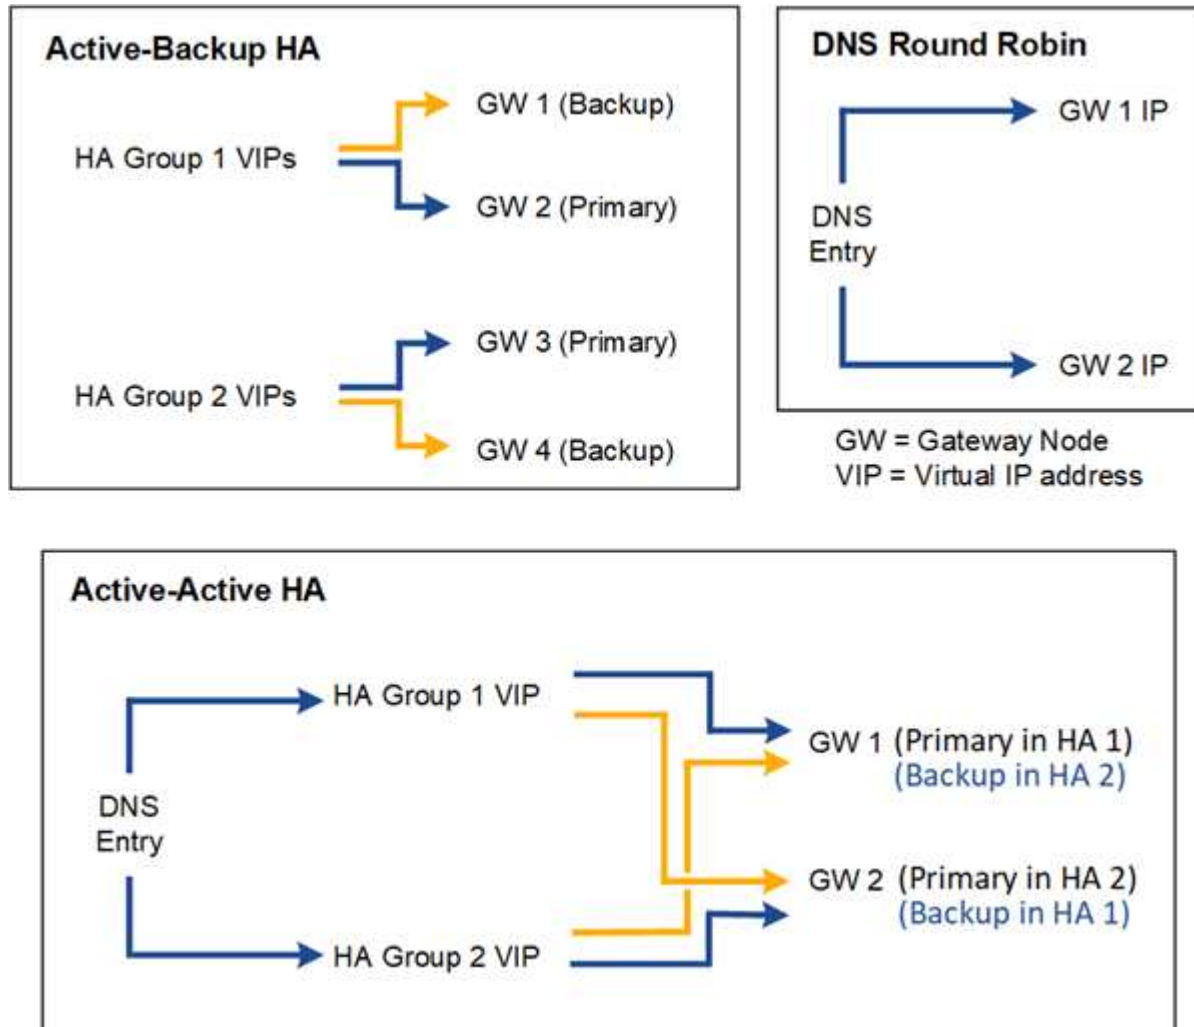 Active-Backup HA
GW 1 (Backup)
HA Group 1 VIPs
GW 2 (Primary)
GW 3 (Primary)
HA Group 2 VIPs
GW 4 (Backup)
DNS Round Robin
GW 1 IP
DNS
Entry
GW 2 IP
GW = Gateway Node
VIP = Virtual IP address
Active-Active HA
HA Group 1 VIP
GW 1 (Primary in HA 1)
(Backup in HA 2)
DNS
Entry
GW 2 (Primary in HA 2)
(Backup in HA 1)
HA Group 2 VIP